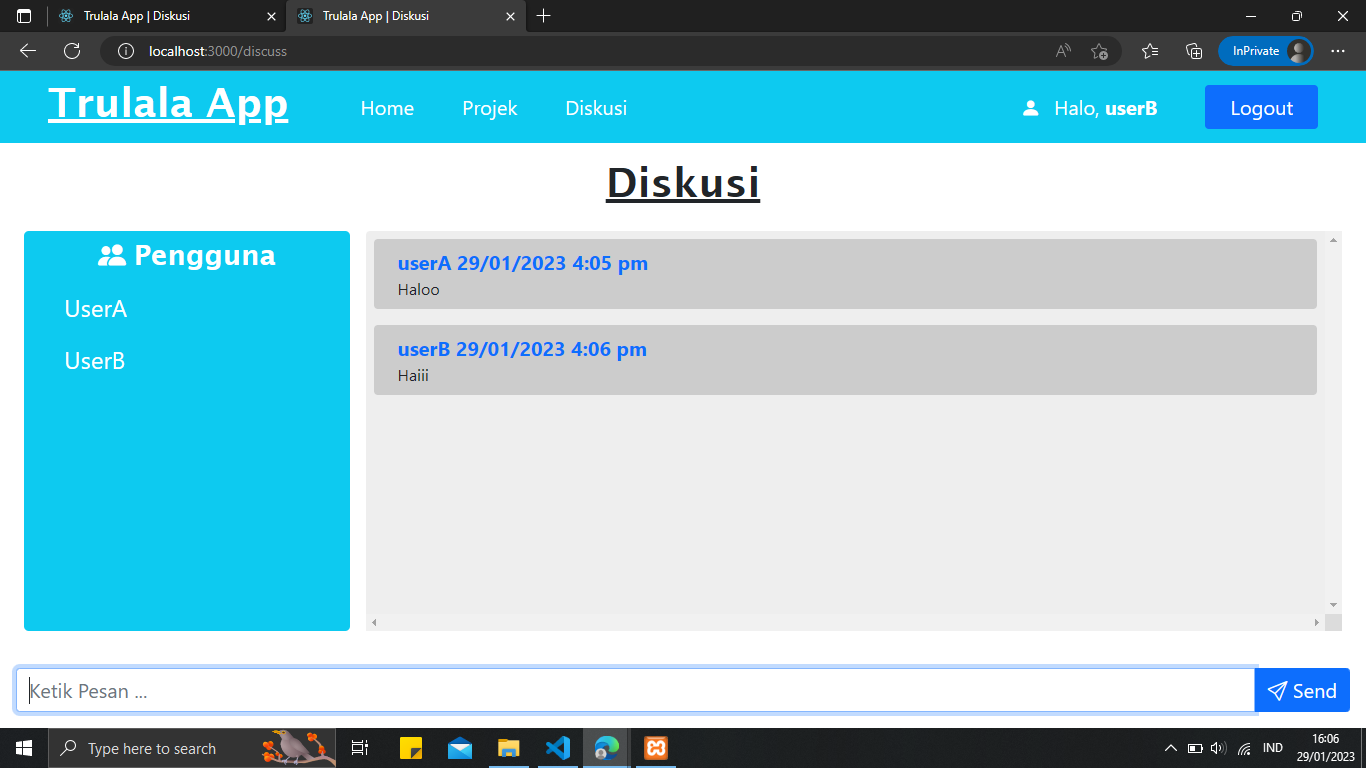 Trulala App | Diskusi
Trulala App | Diskusi
localhost:3000/discuss
InPrivate
Trulala App Home Projek Diskusi Halo, userB Logout
Diskusi
Pengguna
UserA
UserB
userA 29/01/2023 4:05 pm
Haloo
userB 29/01/2023 4:06 pm
Haiii
Ketik Pesan ... Send
Type here to search
IND
16:06
29/01/2023